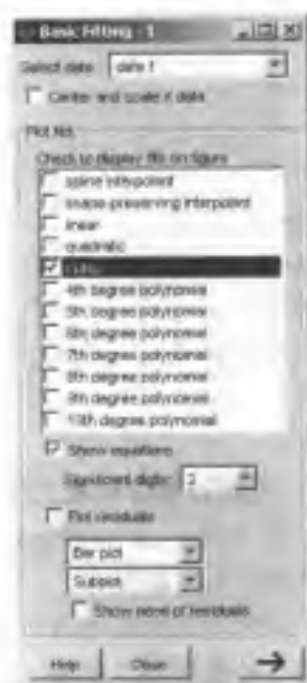 Basic Fitting - 1
Select data: data 1
Center and scale X data
Plot fits
Check to display fits on figure
spline interpolant
shape-preserving interpolant
linear
quadratic
cubic
4th degree polynomial
5th degree polynomial
6th degree polynomial
7th degree polynomial
8th degree polynomial
9th degree polynomial
10th degree polynomial
Show equations
Significant digits:
Plot residuals
Bar plot
Subplot
Show norm of residuals
Help Close